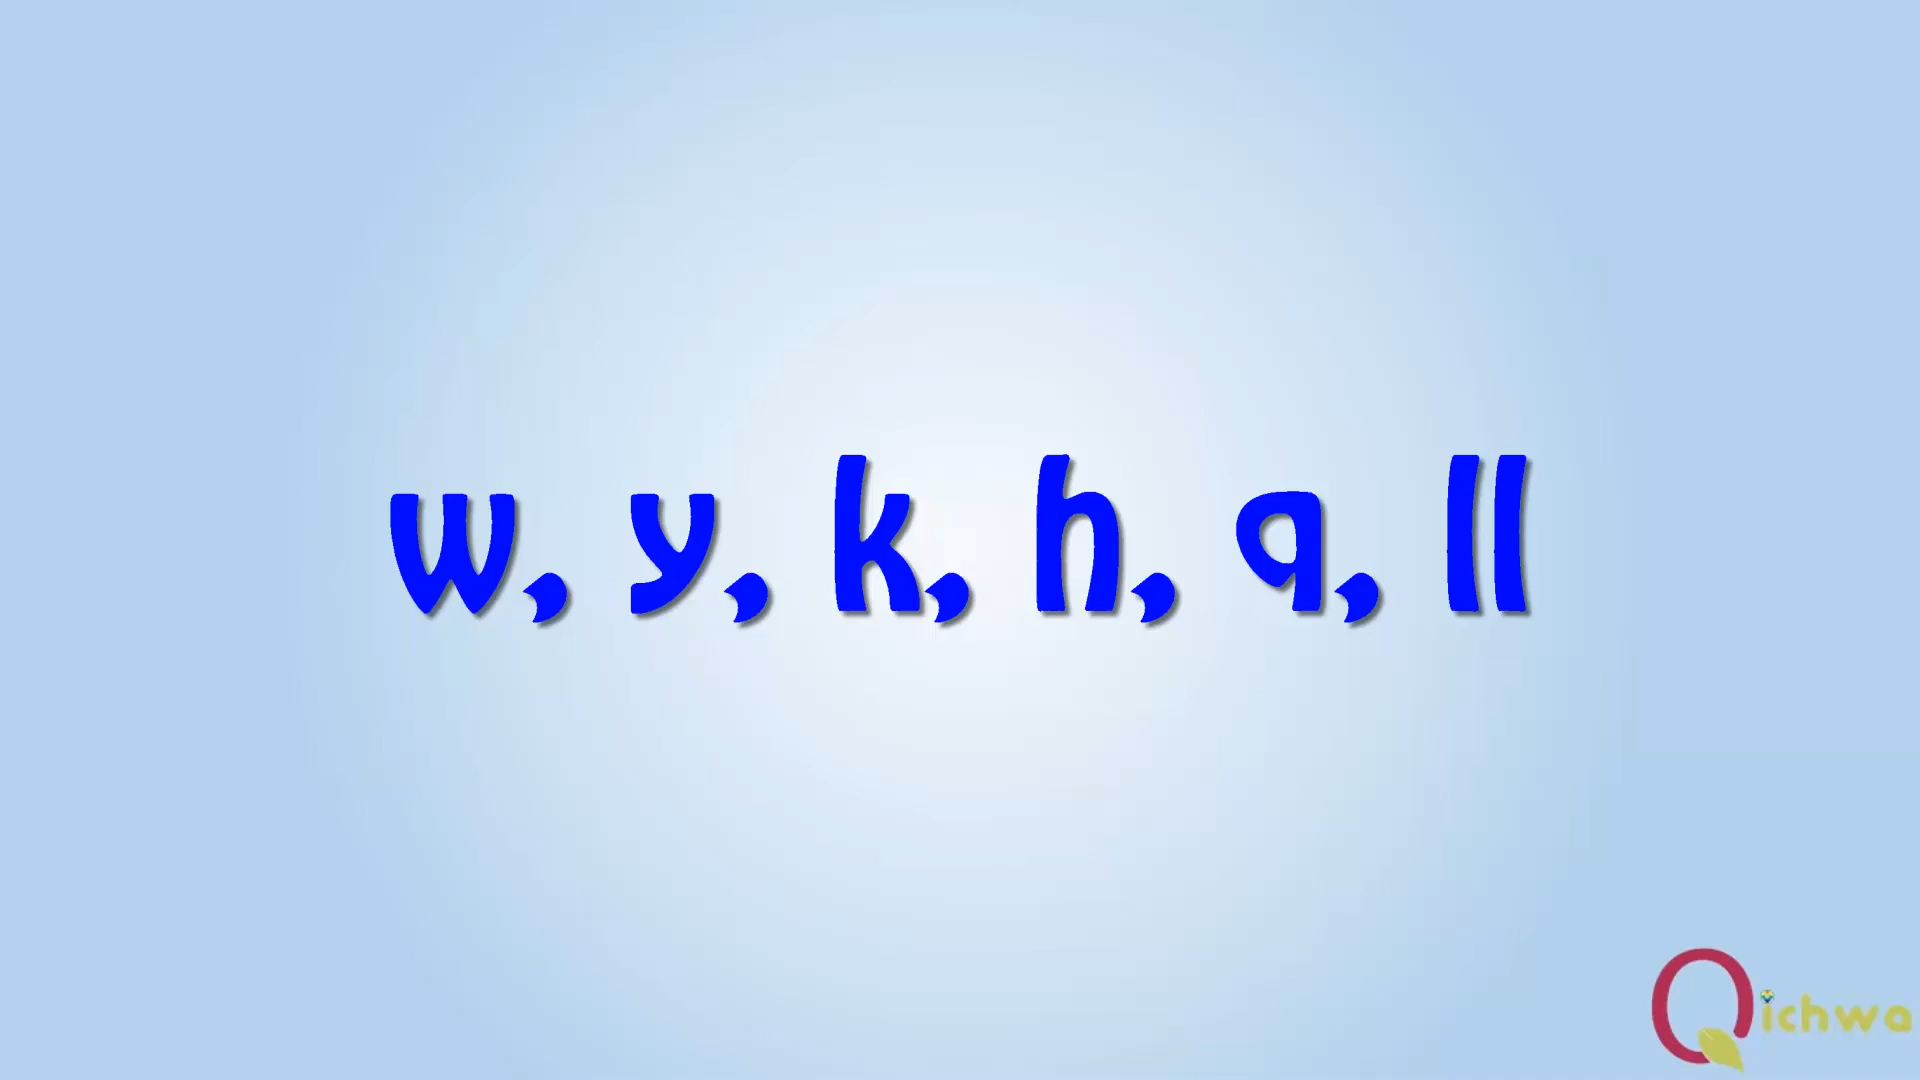 w, y, k, h, q, ll
Qichwa